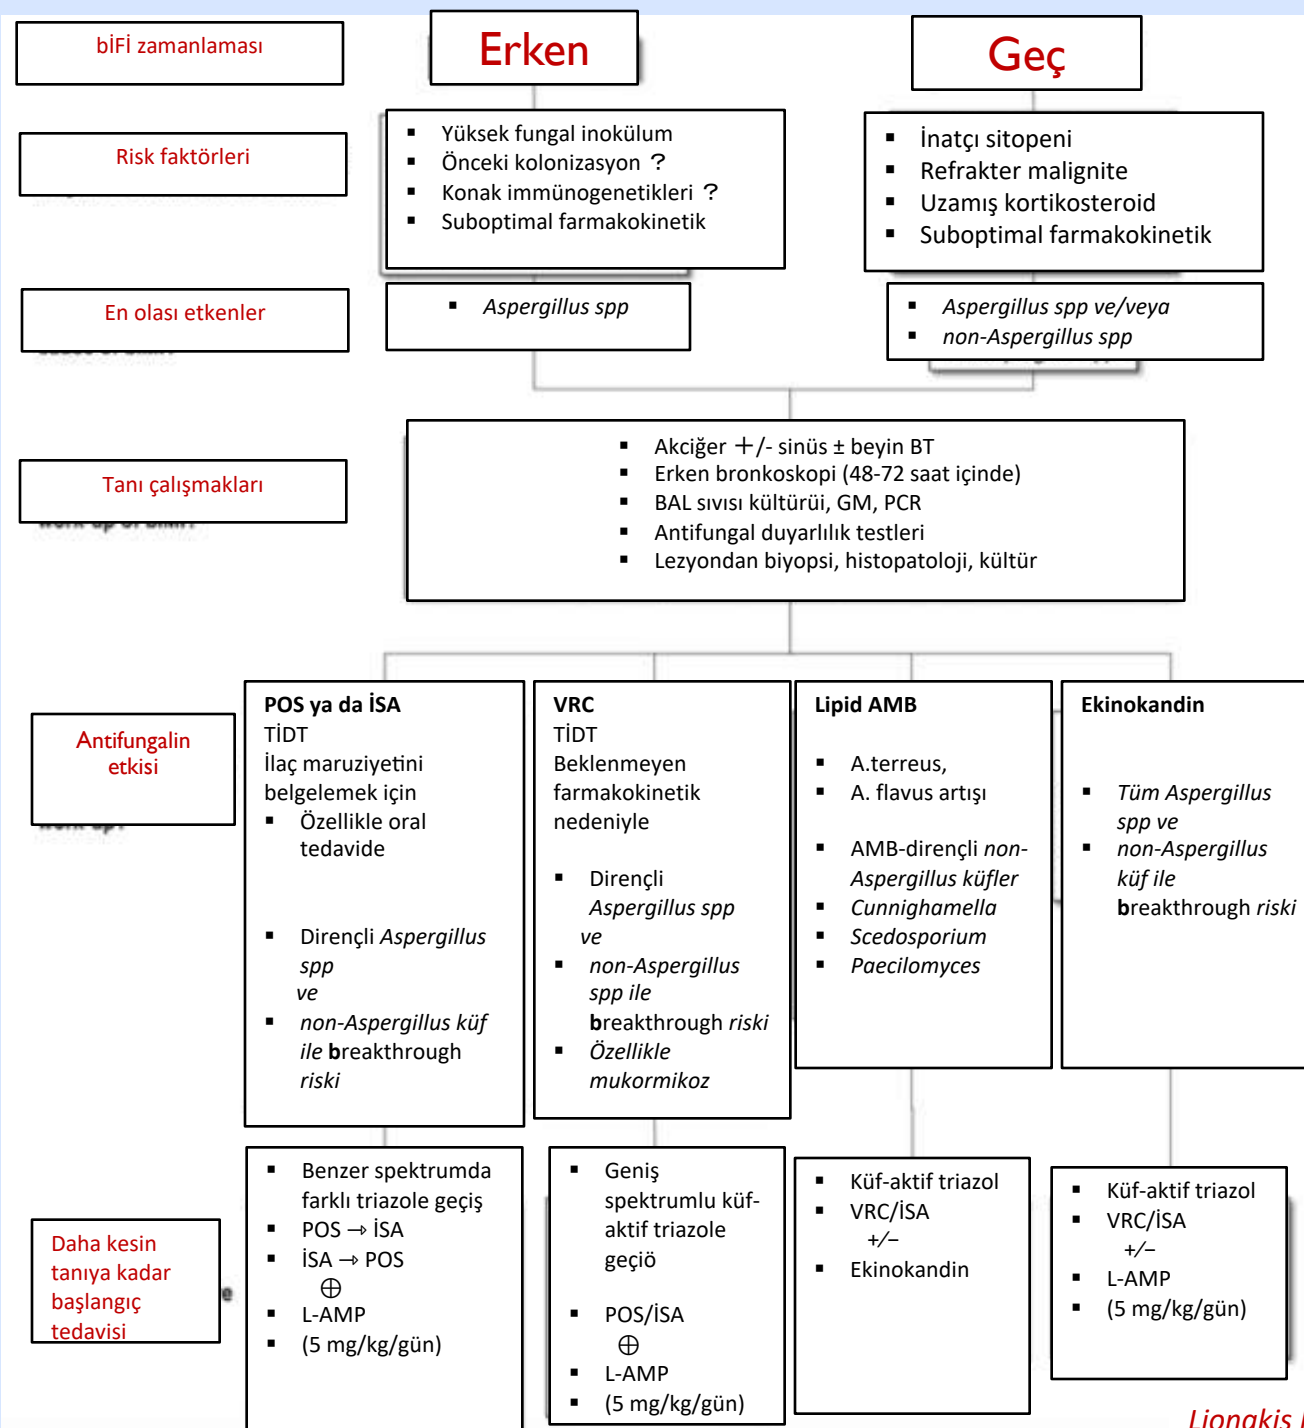 bİFİ zamanlaması
Erken
Geç
Risk faktörleri
▪ Yüksek fungal inokülum
▪ Önceki kolonizasyon ?
▪ Konak immünogenetikleri ?
▪ Suboptimal farmakokinetik
▪ İnatçı sitopeni
▪ Refrakter malignite
▪ Uzamış kortikosteroid
▪ Suboptimal farmakokinetik
En olası etkenler
▪ Aspergillus spp
▪ Aspergillus spp ve/veya
▪ non-Aspergillus spp
Tanı çalışmakları
▪ Akciğer +/- sinüs ± beyin BT
▪ Erken bronkoskopi (48-72 saat içinde)
▪ BAL sıvısı kültürüi, GM, PCR
▪ Antifungal duyarlılık testleri
▪ Lezyondan biyopsi, histopatoloji, kültür
Antifungalin
etkisi
POS ya da İSA
TİDT
İlaç maruziyetini
belgelemek için
▪ Özellikle oral
tedavide
▪ Dirençli Aspergillus
spp
ve
▪ non-Aspergillus küf
ile breakthrough
riski
VRC
TİDT
Beklenmeyen
farmakokinetik
nedeniyle
▪ Dirençli
Aspergillus spp
ve
▪ non-Aspergillus
spp ile
breakthrough riski
▪ Özellikle
mukormikoz
Lipid AMB
▪ A.terreus,
▪ A. flavus artışı
▪ AMB-dirençli non-
Aspergillus küfler
▪ Cunnighamella
▪ Scedosporium
▪ Paecilomyces
Ekinokandin
▪ Tüm Aspergillus
spp ve
▪ non-Aspergillus
küf ile
breakthrough riski
Daha kesin
tanıya kadar
başlangıç
tedavisi
▪ Benzer spektrumda
farklı triazole geçiş
▪ POS → İSA
▪ İSA → POS
⊕
▪ L-AMP
▪ (5 mg/kg/gün)
▪ Geniş
spektrumlu küf-
aktif triazole
geçiö
▪ POS/İSA
⊕
▪ L-AMP
▪ (5 mg/kg/gün)
▪ Küf-aktif triazol
▪ VRC/İSA
+/−
▪ Ekinokandin
▪ Küf-aktif triazol
▪ VRC/İSA
+/−
▪ L-AMP
▪ (5 mg/kg/gün)
Lionakis